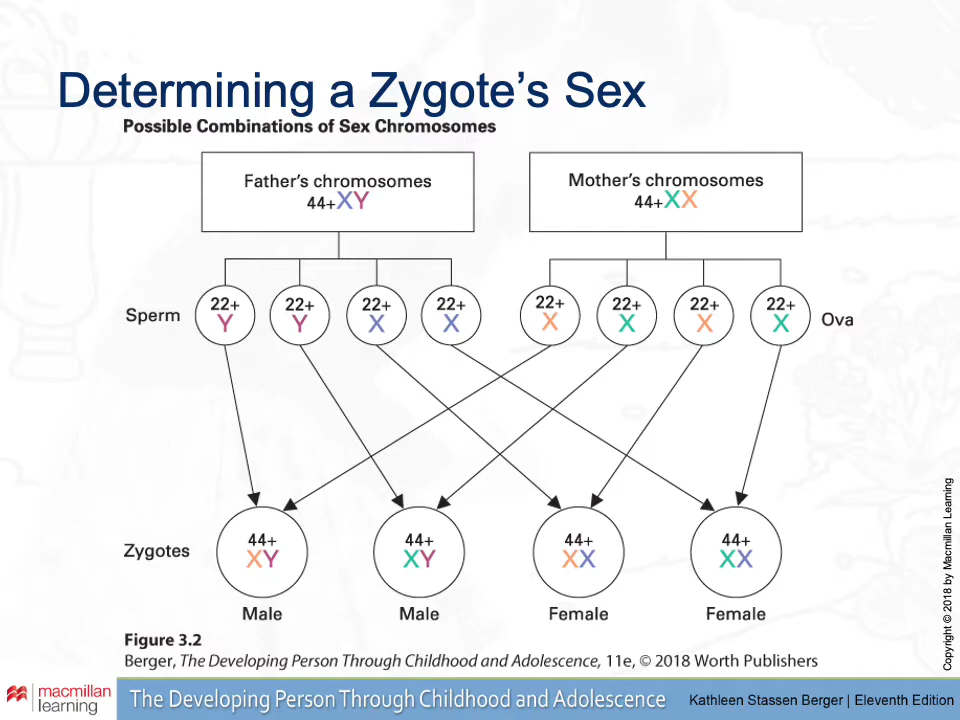 Determining a Zygote's Sex
Possible Combinations of Sex Chromosomes
Father's chromosomes
44+XY
Mother's chromosomes
44+XX
Sperm
22+
Y
22+
Y
22+
X
22+
X
22+
X
22+
X
22+
X
22+
X
Ova
Zygotes
44+
XY
44+
XY
44+
XX
44+
XX
Male
Male
Female
Female
Figure 3.2
Berger, The Developing Person Through Childhood and Adolescence, 11e, © 2018 Worth Publishers
Copyright © 2018 by Macmillan Learning
macmillan
learning
The Developing Person Through Childhood and Adolescence
Kathleen Stassen Berger | Eleventh Edition